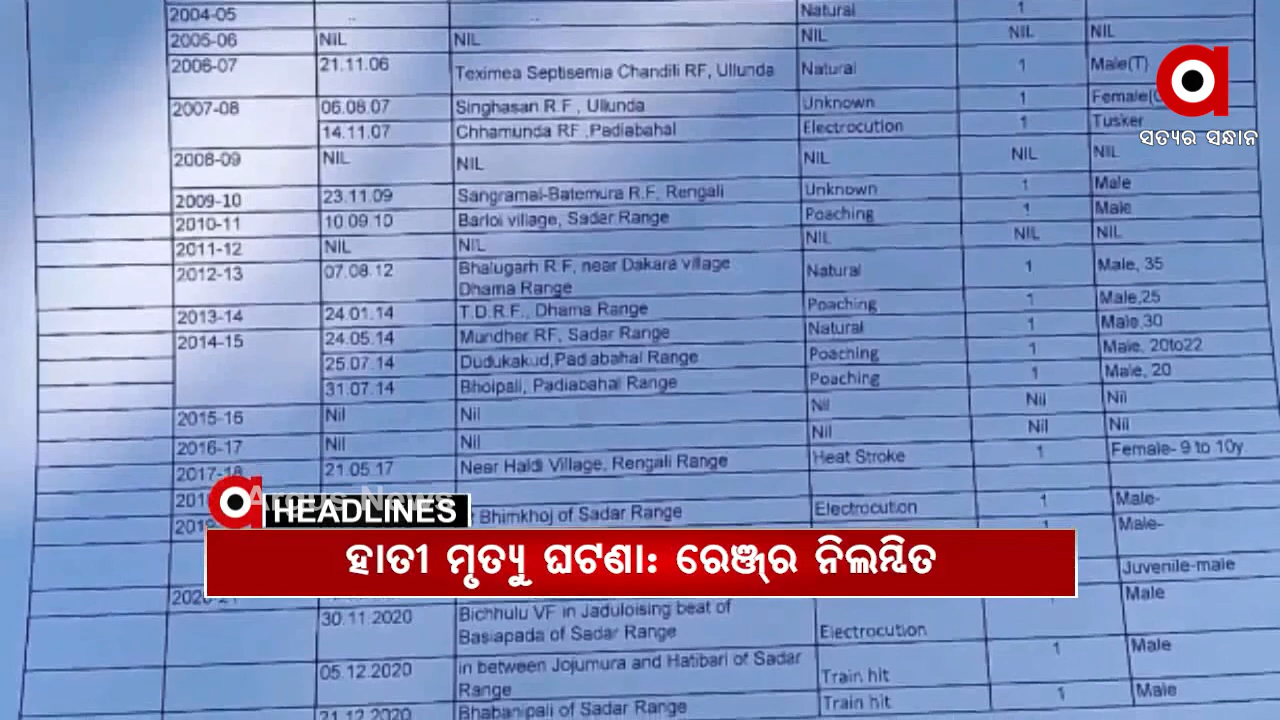 2004-05 Natural 1
2005-06 NiL NIL NIL NIL NIL
2006-07 21.11.06 Teximea Septisemia Chandili RF, Ullunda Natural 1 Male(T)
2007-08 06.08.07 Singhasan R.F., Ullunda Unknown 1
14.11.07 Chhamunda RF ,Padiabahal Electrocution 1 Tusker
ସତ୍ୟର ସନ୍ଧାନ
2008-09 NIL NIL NIL NIL NIL
2009-10 23.11.09 Sangramal-Batemura R.F, Rengali Unknown 1 Male
2010-11 10.09.10 Barloi village, Sadar Range Poaching 1 Male
2011-12 NIL NIL NIL NIL NIL
2012-13 07.08.12 Bhalugarh R.F, near Dakara village Natural 1 Male, 35
Dhama Range
2013-14 24.01.14 T.D.R.F., Dhama Range Poaching 1 Male,25
2014-15 24.05.14 Mundher RF, Sadar Range Natural 1 Male,30
25.07.14 Dudukakud,Padiabahal Range Poaching 1 Male, 20to22
31.07.14 Bhoipali, Padiabahal Range Poaching 1 Male, 20
2015-16 Nil Nil Nil Nil Nil
2016-17 Nil Nil Nil Nil Nil
2017-18 21.05.17 Near Haldi Village, Rengali Range Heat Stroke 1 Female- 9 to 10y
Argus News
HEADLINES
Bhimkhoj of Sadar Range Electrocution 1 Male-
1 Male-
ହାତୀ ମୃତ୍ୟୁ ଘଟଣା: ରେଞ୍ଜର ନିଲମ୍ବିତ
Juvenile-male
Male
30.11.2020 Bichhulu VF in Jaduloising beat of
Basiapada of Sadar Range Electrocution
05.12.2020 in between Jojumura and Hatibari of Sadar 1 Male
Range Train hit
21.12.2020 Bhabanipali of Sadar Range Train hit 1 Male